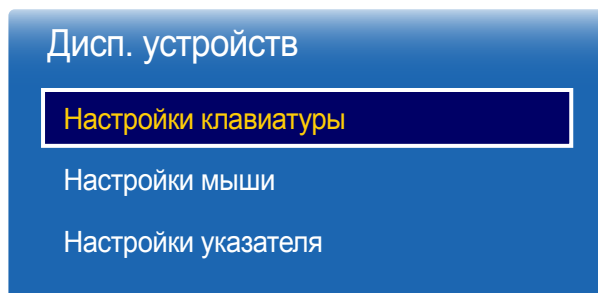 Дисп. устройств
Настройки клавиатуры
Настройки мыши
Настройки указателя